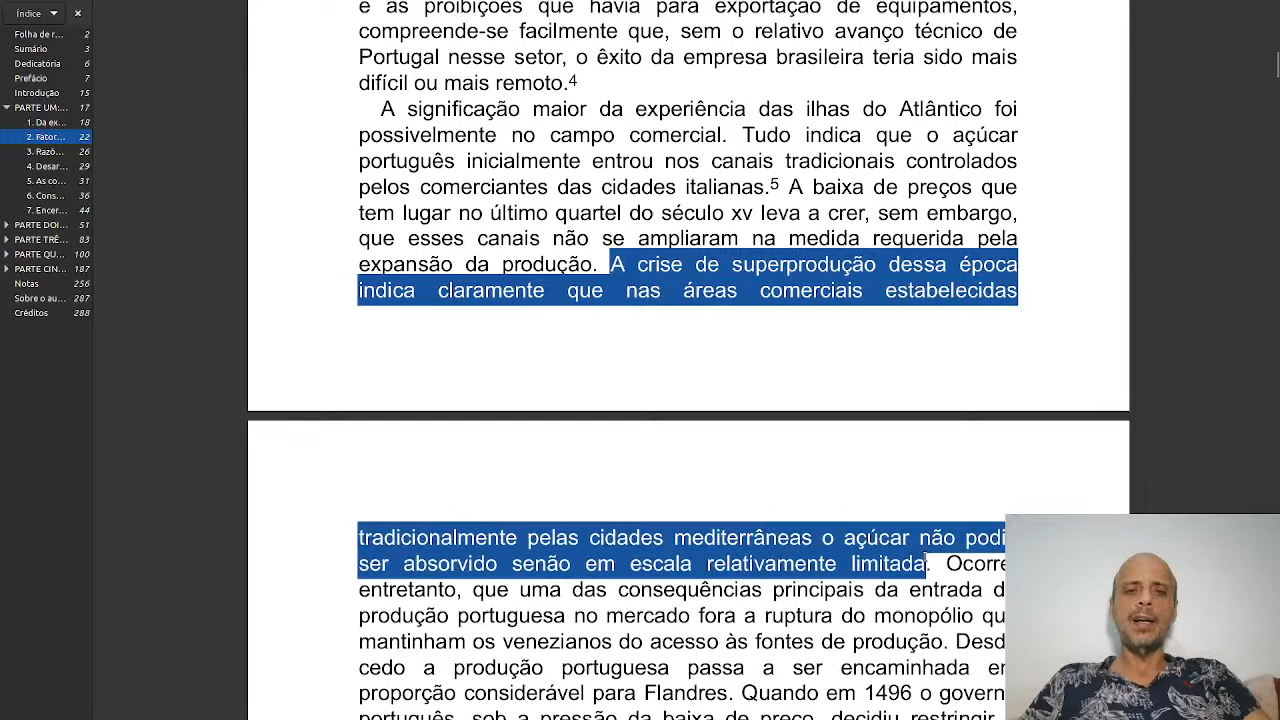 Índice
Folha de r... 2
Sumário 3
Dedicatória 6
Prefácio 7
Introdução 15
PARTE UM:... 17
1. Da ex... 18
2. Fator... 22
3. Razõ... 26
4. Desar... 29
5. As co... 31
6. Cons... 36
7. Encer... 44
PARTE DOI... 51
PARTE TRÊ... 83
PARTE QU... 100
PARTE CIN... 187
Notas 256
Sobre o au... 287
Créditos 288
e as proibições que havia para exportação de equipamentos,
compreende-se facilmente que, sem o relativo avanço técnico de
Portugal nesse setor, o êxito da empresa brasileira teria sido mais
difícil ou mais remoto.4
A significação maior da experiência das ilhas do Atlântico foi
possivelmente no campo comercial. Tudo indica que o açúcar
português inicialmente entrou nos canais tradicionais controlados
pelos comerciantes das cidades italianas.5 A baixa de preços que
tem lugar no último quartel do século xv leva a crer, sem embargo,
que esses canais não se ampliaram na medida requerida pela
expansão da produção. A crise de superprodução dessa época
indica claramente que nas áreas comerciais estabelecidas
tradicionalmente pelas cidades mediterrâneas o açúcar não podi
ser absorvido senão em escala relativamente limitada. Ocorre
entretanto, que uma das consequências principais da entrada d
produção portuguesa no mercado fora a ruptura do monopólio qu
mantinham os venezianos do acesso às fontes de produção. Desd
cedo a produção portuguesa passa a ser encaminhada e
proporção considerável para Flandres. Quando em 1496 o govern
português, sob a pressão da baixa de preço, decidiu restringir